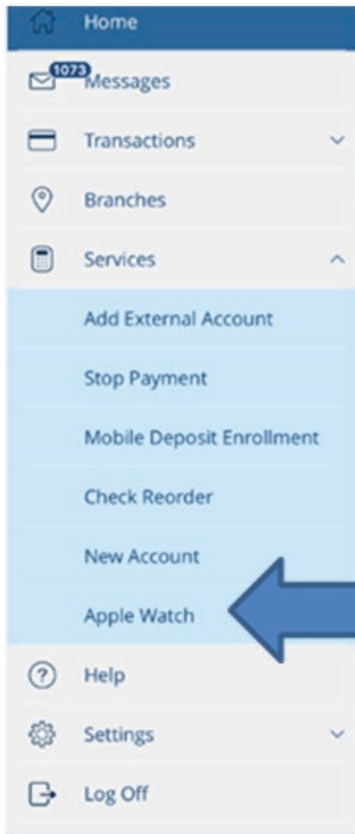 Home
1073
Messages
Transactions
Branches
Services
Add External Account
Stop Payment
Mobile Deposit Enrollment
Check Reorder
New Account
Apple Watch
Help
Settings
Log Off